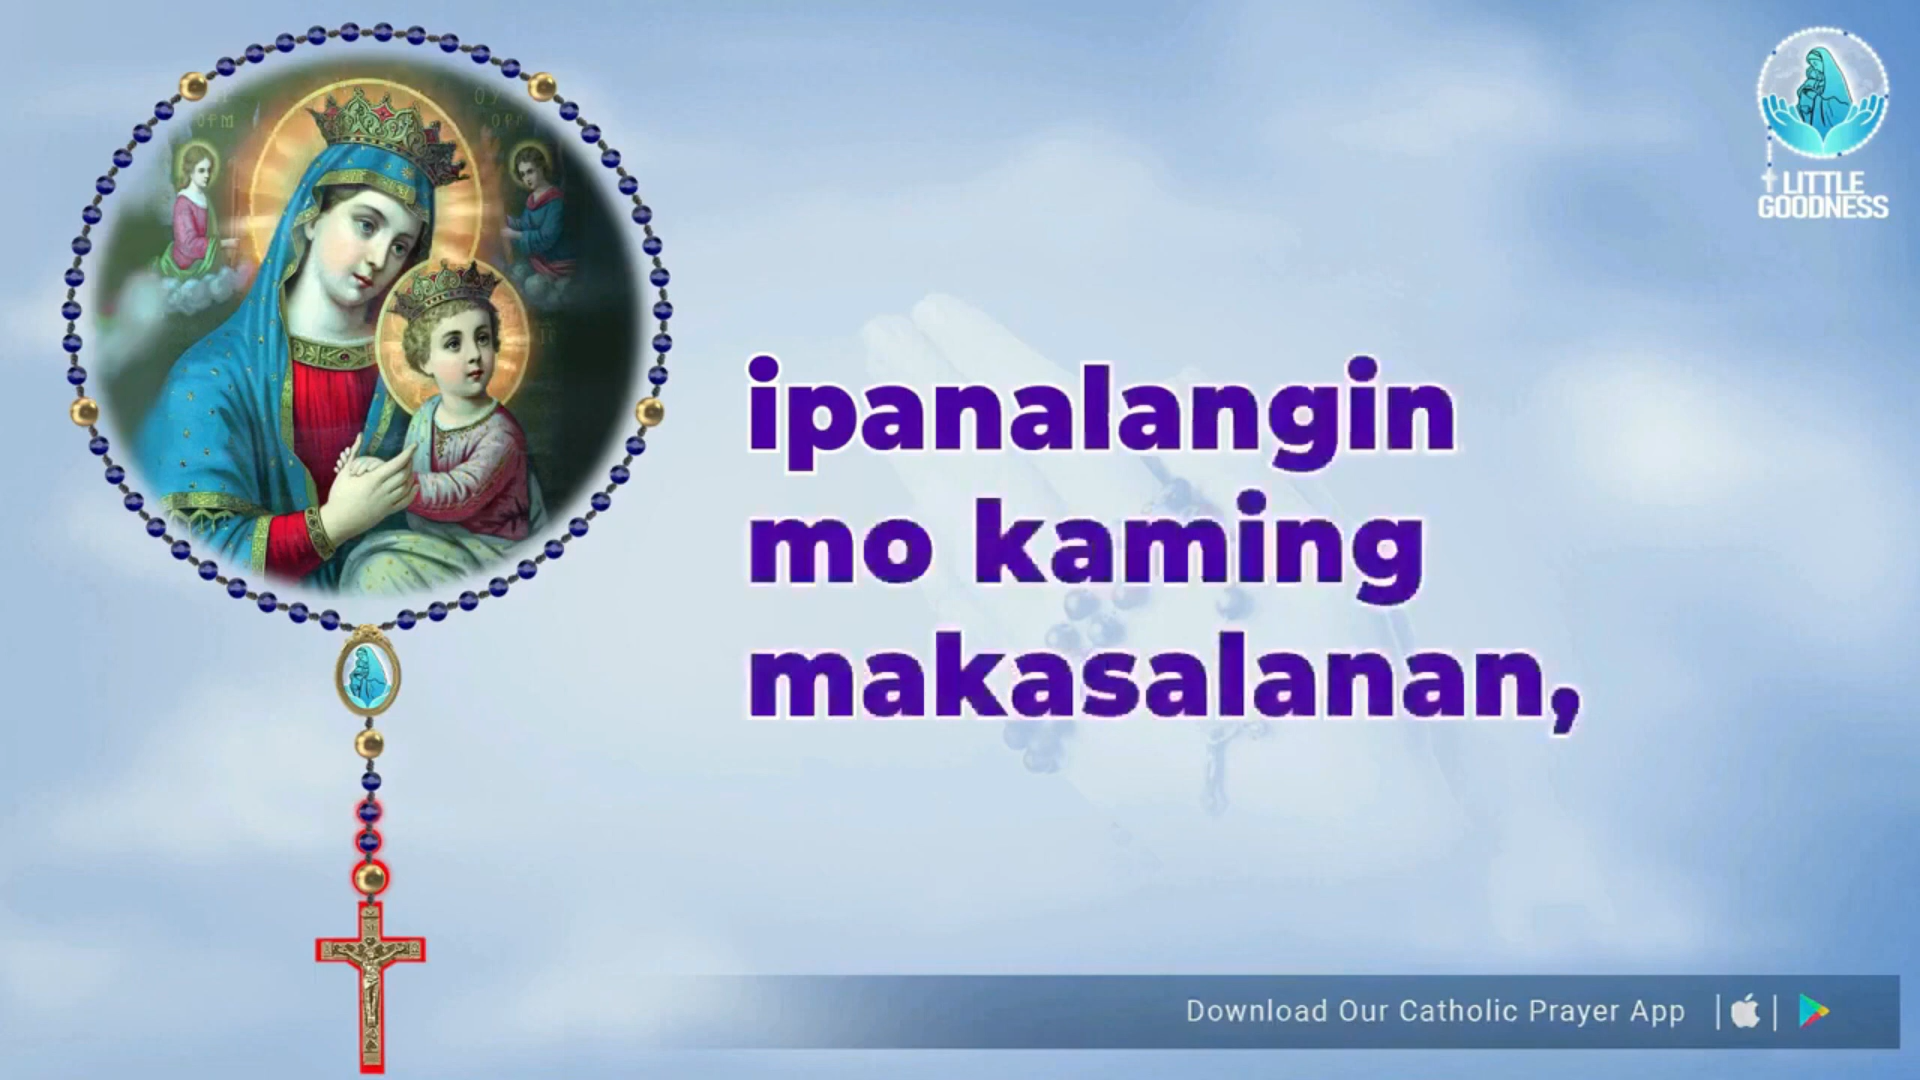 LITTLE
GOODNESS
ipanalangin
mo kaming
makasalanan,
Download Our Catholic Prayer App